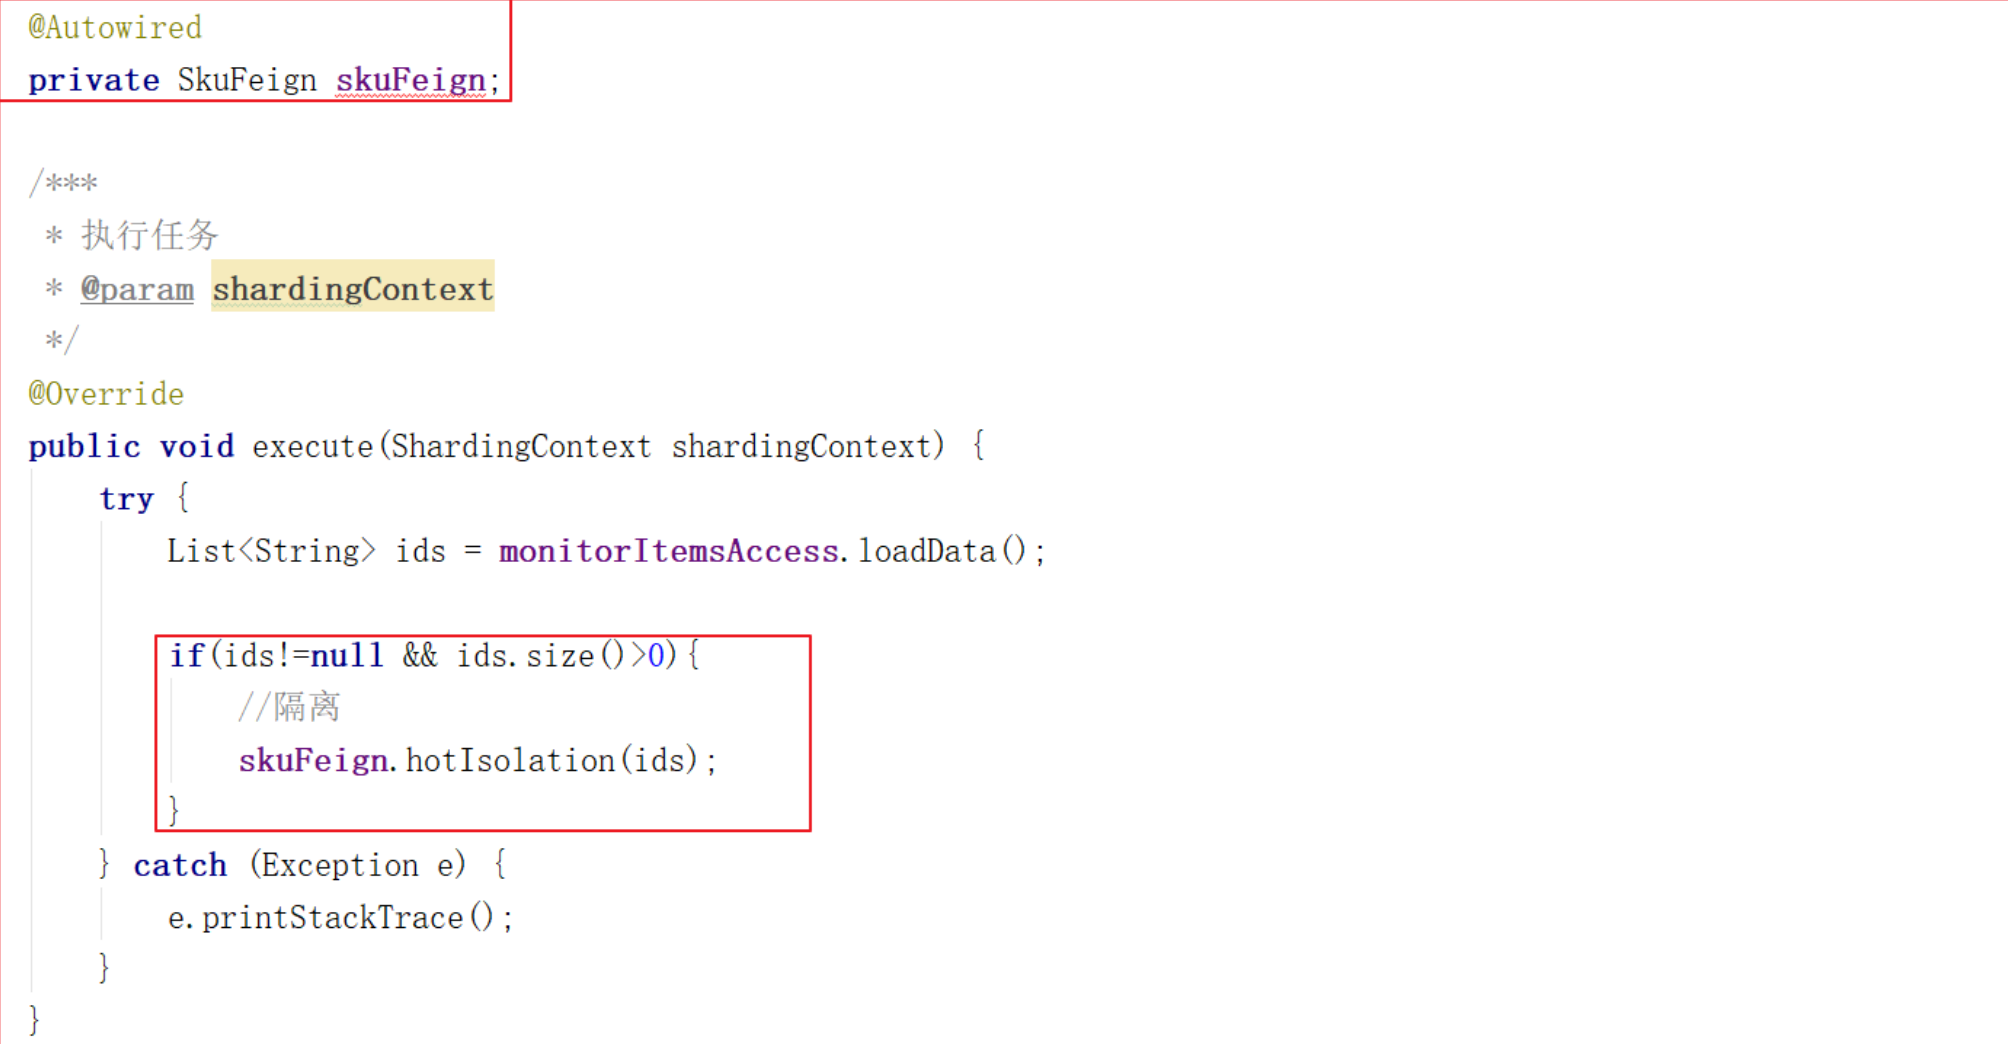 @Autowired
private SkuFeign skuFeign;
/***
* 执行任务
* @param shardingContext
*/
@Override
public void execute(ShardingContext shardingContext) {
try {
List<String> ids = monitorItemsAccess.loadData();
if(ids!=null && ids.size()>0){
//隔离
skuFeign.hotIsolation(ids);
}
} catch (Exception e) {
e.printStackTrace();
}
}